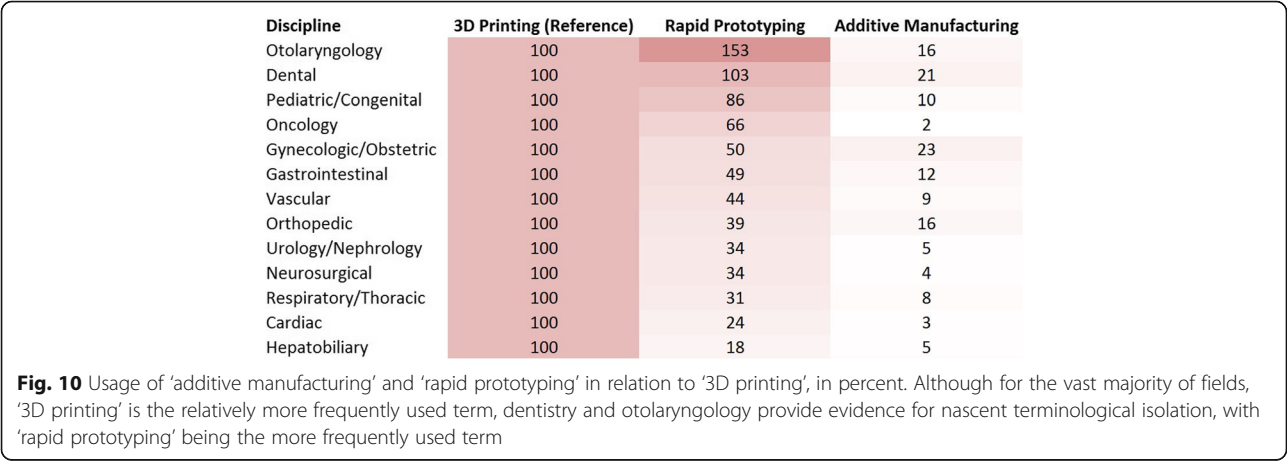 Discipline 3D Printing (Reference) Rapid Prototyping Additive Manufacturing
Otolaryngology 100 153 16
Dental 100 103 21
Pediatric/Congenital 100 86 10
Oncology 100 66 2
Gynecologic/Obstetric 100 50 23
Gastrointestinal 100 49 12
Vascular 100 44 9
Orthopedic 100 39 16
Urology/Nephrology 100 34 5
Neurosurgical 100 34 4
Respiratory/Thoracic 100 31 8
Cardiac 100 24 3
Hepatobiliary 100 18 5
Fig. 10 Usage of ‘additive manufacturing’ and ‘rapid prototyping’ in relation to ‘3D printing’, in percent. Although for the vast majority of fields,
‘3D printing’ is the relatively more frequently used term, dentistry and otolaryngology provide evidence for nascent terminological isolation, with
‘rapid prototyping’ being the more frequently used term